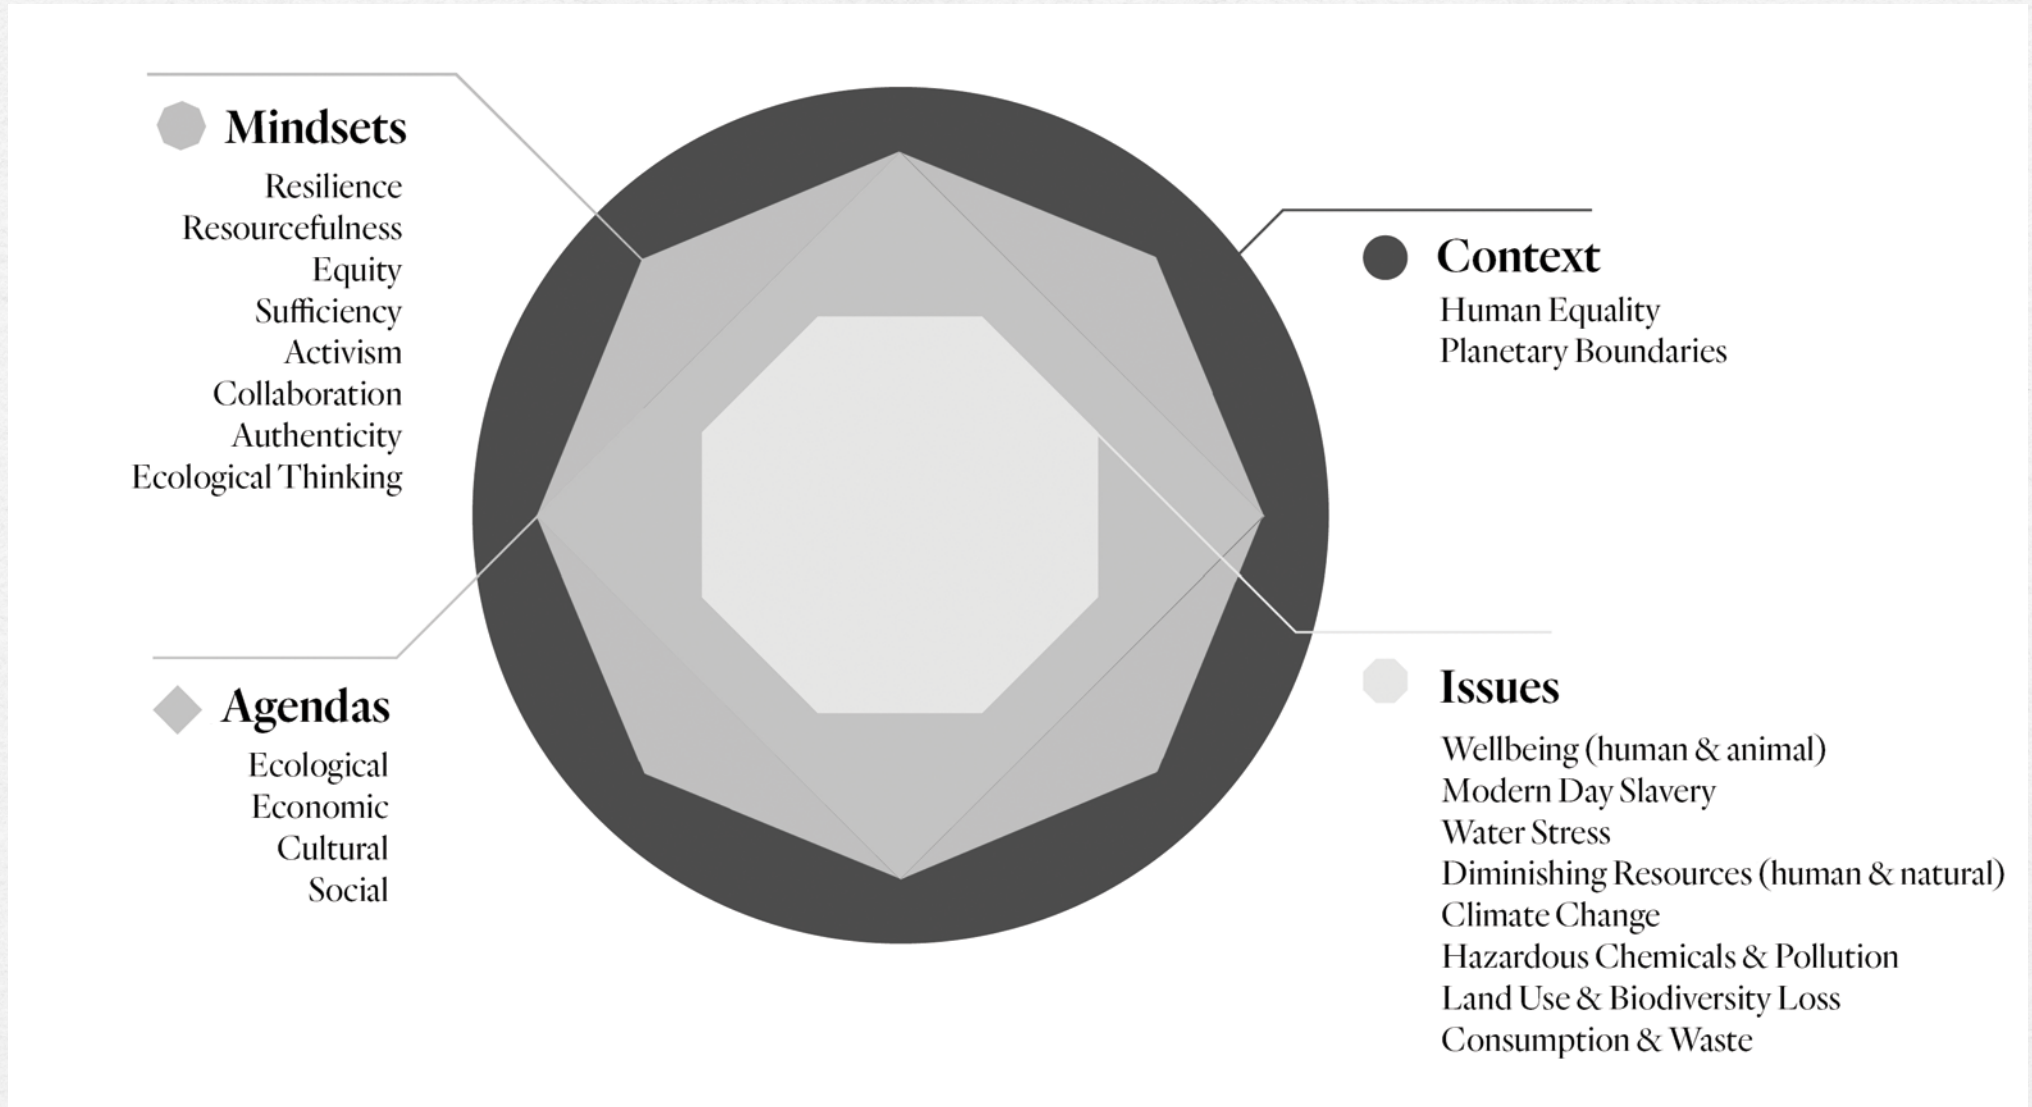 Mindsets
Resilience
Resourcefulness
Equity
Sufficiency
Activism
Collaboration
Authenticity
Ecological Thinking
Agendas
Ecological
Economic
Cultural
Social
Context
Human Equality
Planetary Boundaries
Issues
Wellbeing (human & animal)
Modern Day Slavery
Water Stress
Diminishing Resources (human & natural)
Climate Change
Hazardous Chemicals & Pollution
Land Use & Biodiversity Loss
Consumption & Waste